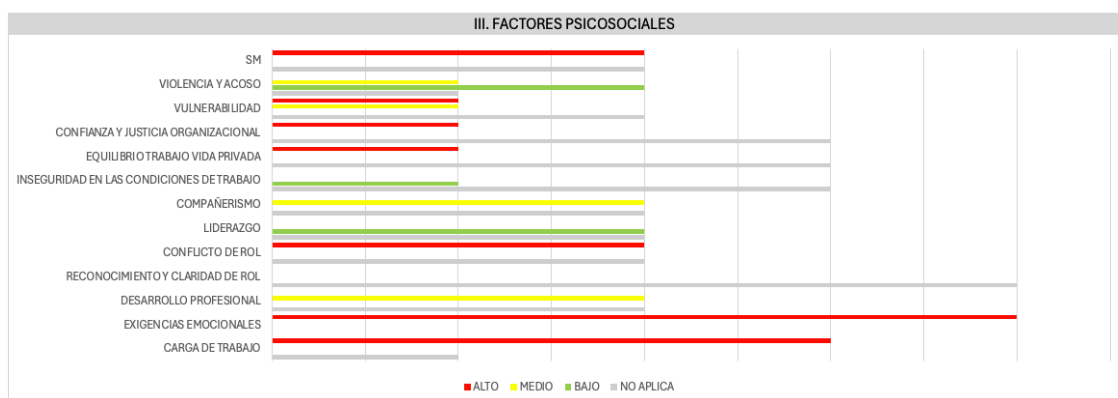 III. FACTORES PSICOSOCIALES
SM
VIOLENCIA Y ACOSO
VULNERABILIDAD
CONFIANZA Y JUSTICIA ORGANIZACIONAL
EQUILIBRIO TRABAJO VIDA PRIVADA
INSEGURIDAD EN LAS CONDICIONES DE TRABAJO
COMPAÑERISMO
LIDERAZGO
CONFLICTO DE ROL
RECONOCIMIENTO Y CLARIDAD DE ROL
DESARROLLO PROFESIONAL
EXIGENCIAS EMOCIONALES
CARGA DE TRABAJO
ALTO MEDIO BAJO NO APLICA